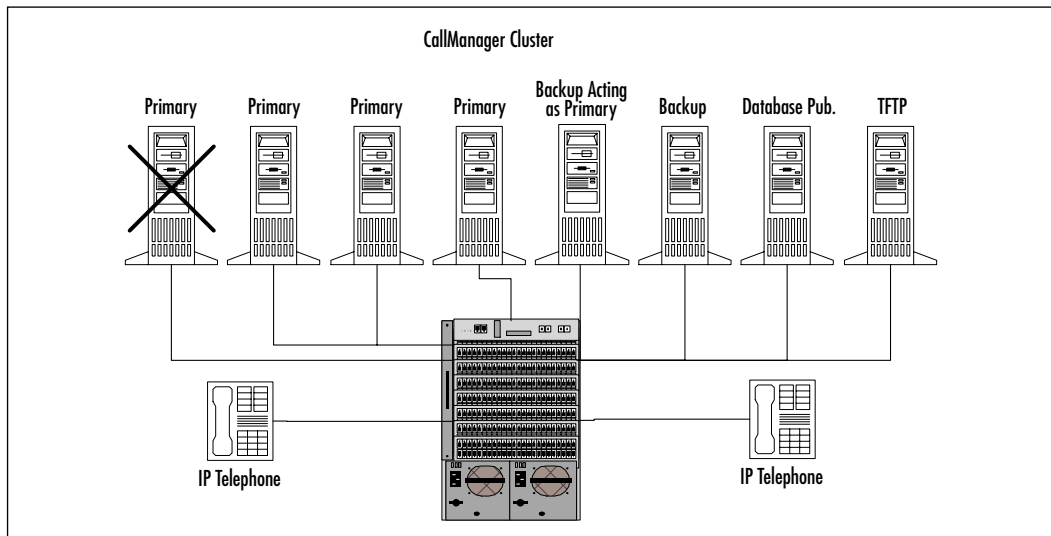 CallManager Cluster
Primary
Primary
Primary
Primary
Backup Acting
as Primary
Backup
Database Pub.
TFTP
IP Telephone
IP Telephone